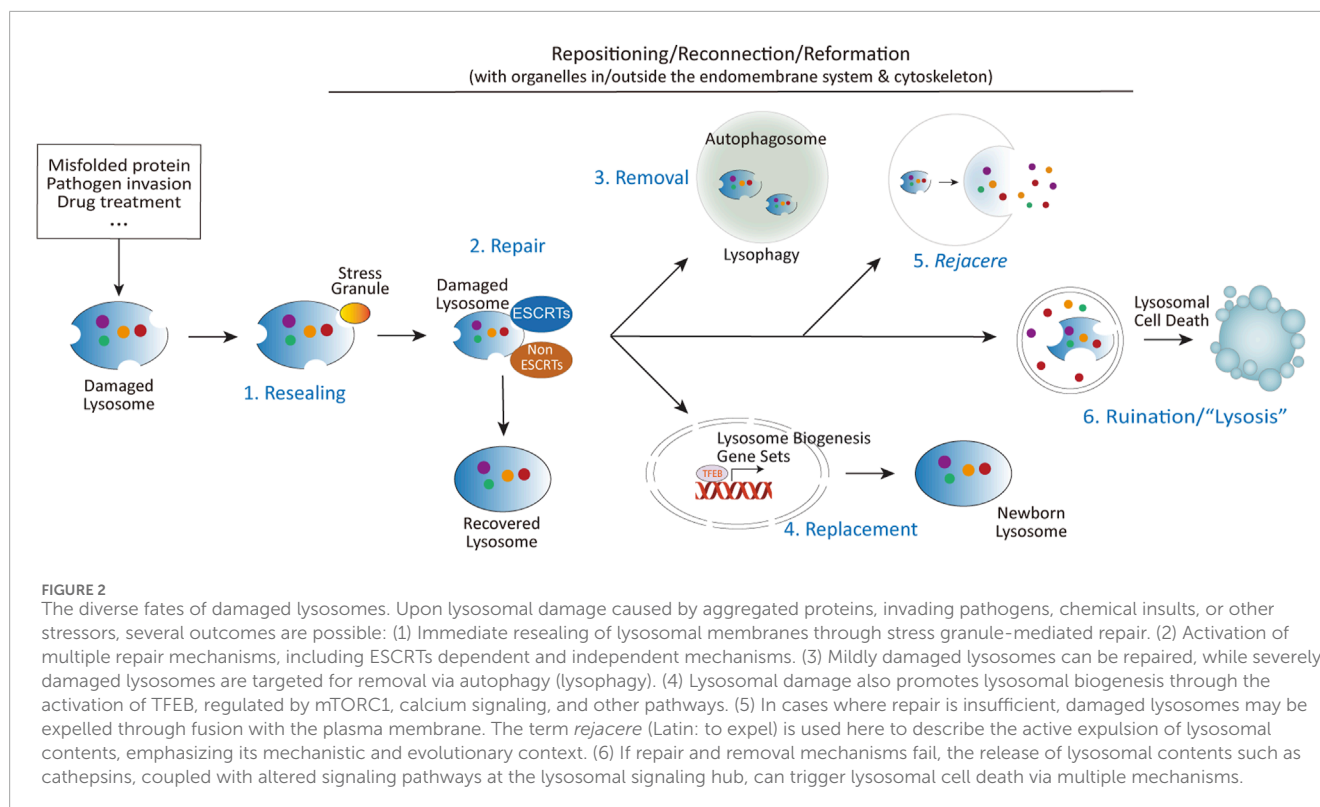 Repositioning/Reconnection/Reformation
(with organelles in/outside the endomembrane system & cytoskeleton)
Misfolded protein
Pathogen invasion
Drug treatment
...
Damaged
Lysosome
Stress
Granule
1. Resealing
2. Repair
Damaged
Lysosome
ESCRTs
Non
ESCRTs
Recovered
Lysosome
3. Removal
Autophagosome
Lysophagy
5. Rejacere
Lysosome Biogenesis
Gene Sets
TFEB
4. Replacement
Newborn
Lysosome
Lysosomal
Cell Death
6. Ruination/“Lysosis”
FIGURE 2
The diverse fates of damaged lysosomes. Upon lysosomal damage caused by aggregated proteins, invading pathogens, chemical insults, or other
stressors, several outcomes are possible: (1) Immediate resealing of lysosomal membranes through stress granule-mediated repair. (2) Activation of
multiple repair mechanisms, including ESCRTs dependent and independent mechanisms. (3) Mildly damaged lysosomes can be repaired, while severely
damaged lysosomes are targeted for removal via autophagy (lysophagy). (4) Lysosomal damage also promotes lysosomal biogenesis through the
activation of TFEB, regulated by mTORC1, calcium signaling, and other pathways. (5) In cases where repair is insufficient, damaged lysosomes may be
expelled through fusion with the plasma membrane. The term rejacere (Latin: to expel) is used here to describe the active expulsion of lysosomal
contents, emphasizing its mechanistic and evolutionary context. (6) If repair and removal mechanisms fail, the release of lysosomal contents such as
cathepsins, coupled with altered signaling pathways at the lysosomal signaling hub, can trigger lysosomal cell death via multiple mechanisms.